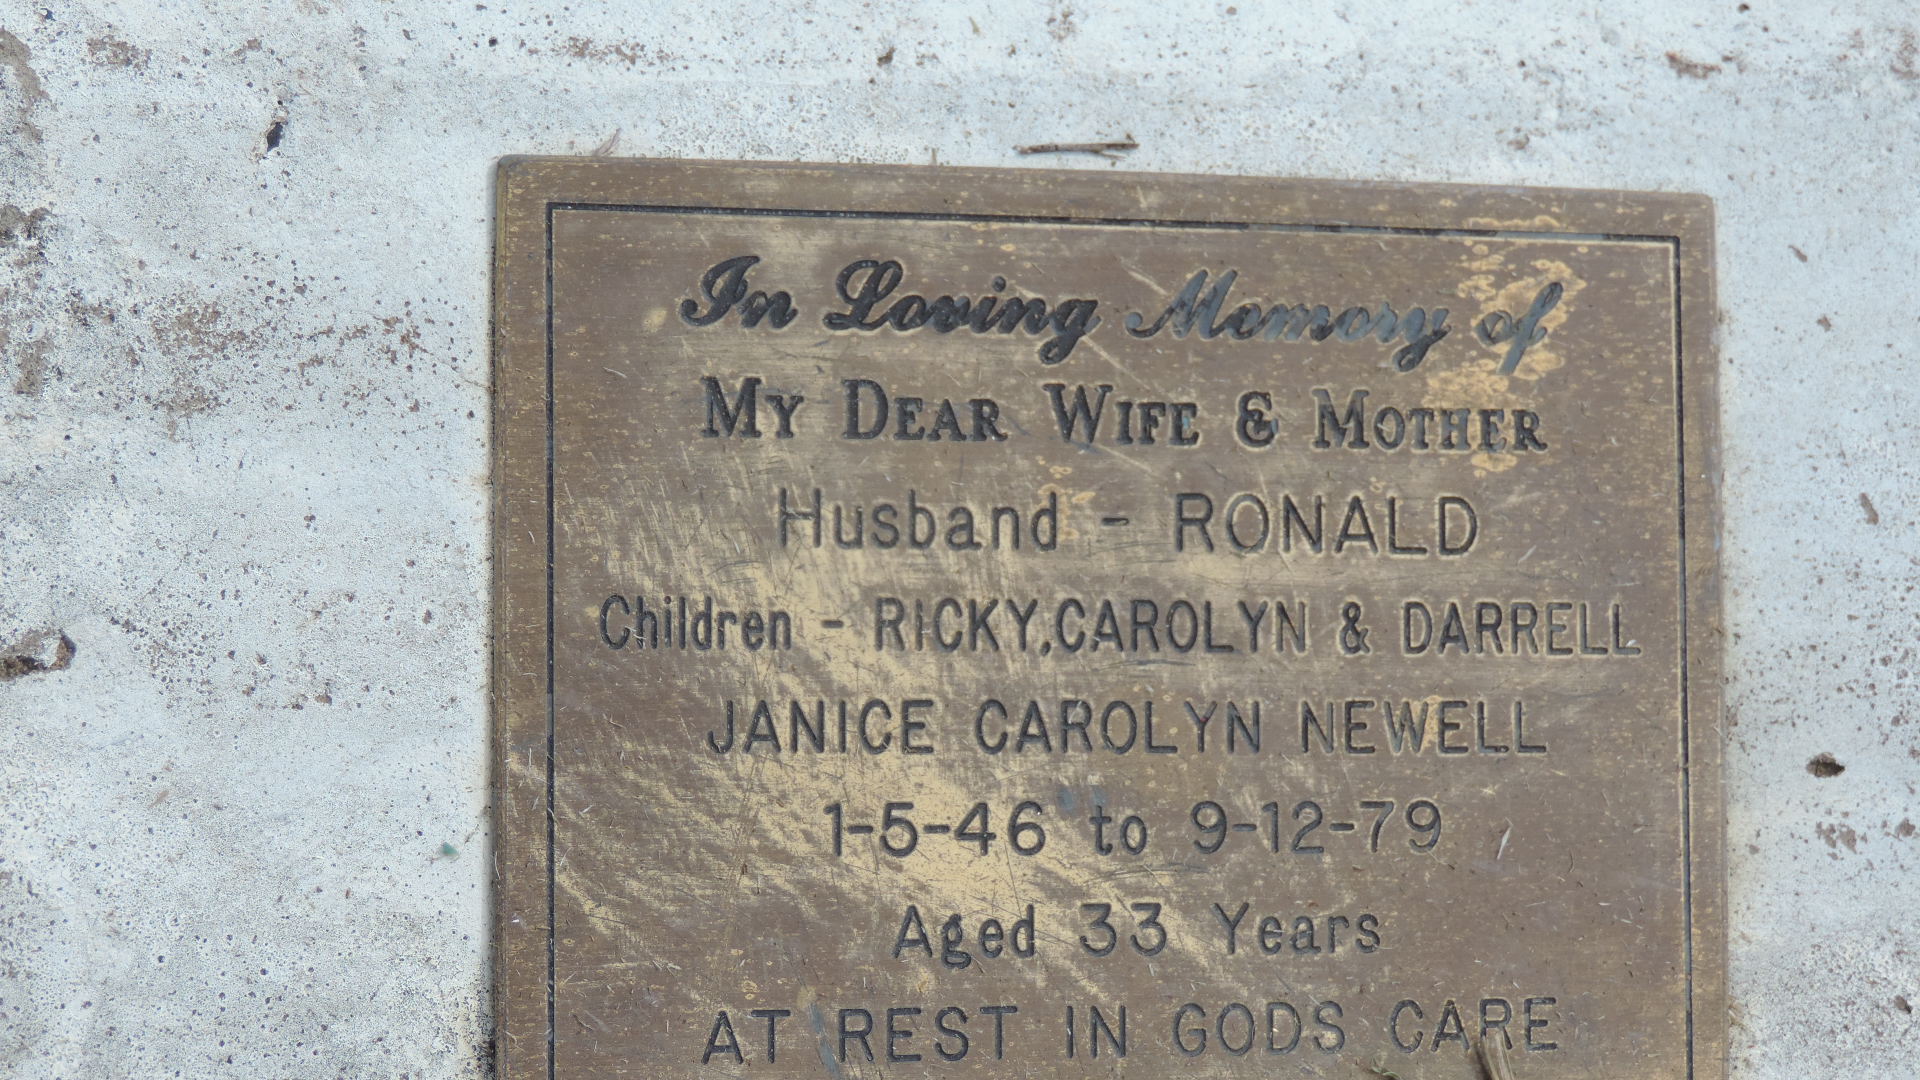 In Loving Memory of
MY DEAR WIFE & MOTHER
Husband - RONALD
Children - RICKY, CAROLYN & DARRELL
JANICE CAROLYN NEWELL
1-5-46 to 9-12-79
Aged 33 Years
AT REST IN GODS CARE